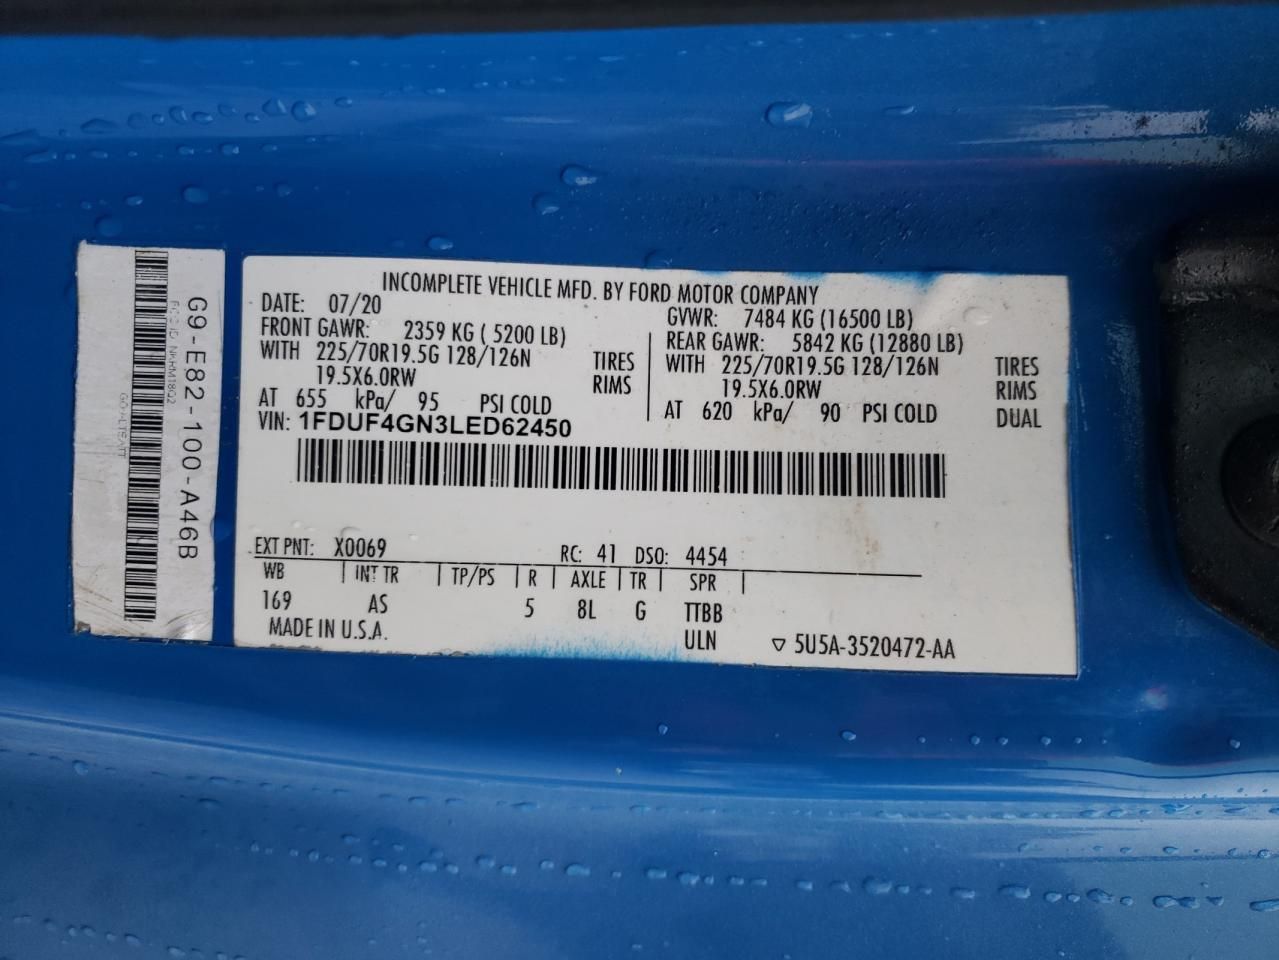 G9-E82-100-A46B
FCC ID: NKRM18Q2
INCOMPLETE VEHICLE MFD. BY FORD MOTOR COMPANY
DATE: 07/20 GVWR: 7484 KG (16500 LB)
FRONT GAWR: 2359 KG ( 5200 LB) REAR GAWR: 5842 KG (12880 LB)
WITH 225/70R19.5G 128/126N TIRES WITH 225/70R19.5G 128/126N TIRES
19.5X6.0RW RIMS 19.5X6.0RW RIMS
AT 655 kPa/ 95 PSI COLD AT 620 kPa/ 90 PSI COLD DUAL
VIN: 1FDUF4GN3LED62450
EXT PNT: X0069 RC: 41 DSO: 4454
WB INT TR TP/PS R AXLE TR SPR
169 AS 5 8L G TTBB
MADE IN U.S.A. ULN ▽ 5U5A-3520472-AA